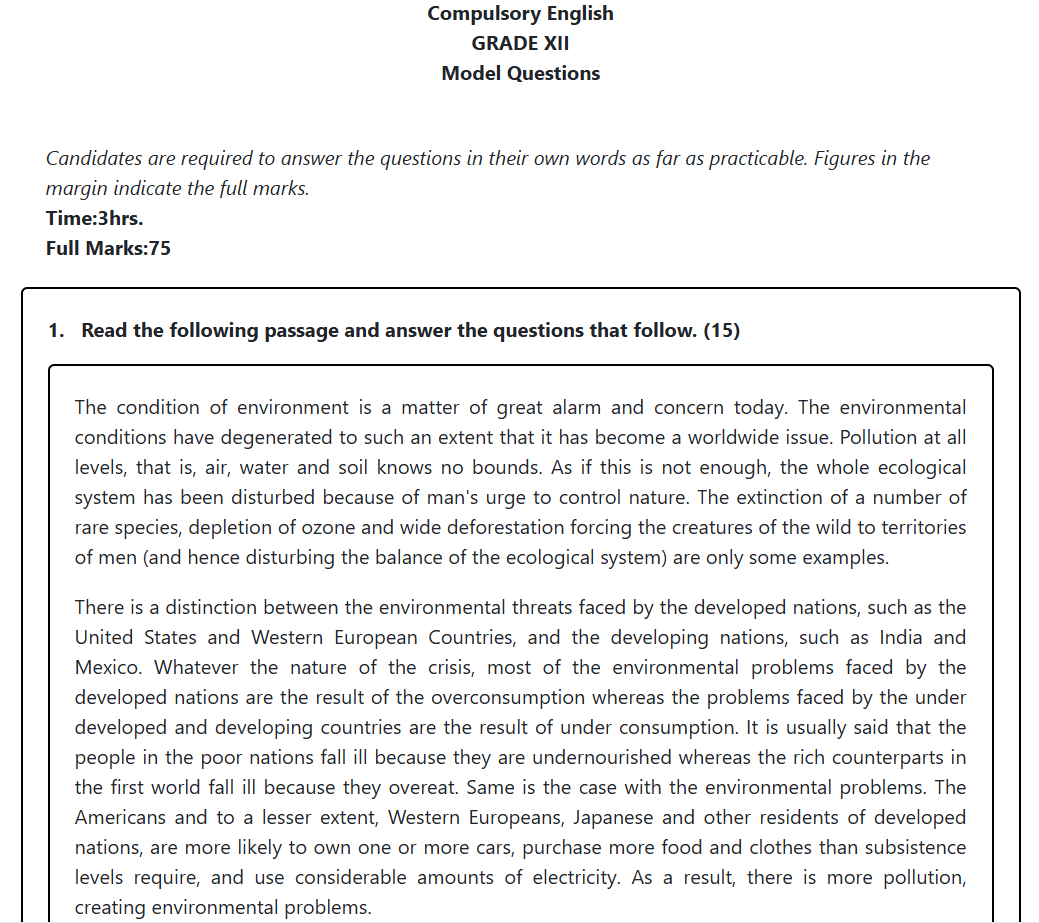 Compulsory English
GRADE XII
Model Questions
Candidates are required to answer the questions in their own words as far as practicable. Figures in the
margin indicate the full marks.
Time:3hrs.
Full Marks:75
1. Read the following passage and answer the questions that follow. (15)
The condition of environment is a matter of great alarm and concern today. The environmental
conditions have degenerated to such an extent that it has become a worldwide issue. Pollution at all
levels, that is, air, water and soil knows no bounds. As if this is not enough, the whole ecological
system has been disturbed because of man's urge to control nature. The extinction of a number of
rare species, depletion of ozone and wide deforestation forcing the creatures of the wild to territories
of men (and hence disturbing the balance of the ecological system) are only some examples.
There is a distinction between the environmental threats faced by the developed nations, such as the
United States and Western European Countries, and the developing nations, such as India and
Mexico. Whatever the nature of the crisis, most of the environmental problems faced by the
developed nations are the result of the overconsumption whereas the problems faced by the under
developed and developing countries are the result of under consumption. It is usually said that the
people in the poor nations fall ill because they are undernourished whereas the rich counterparts in
the first world fall ill because they overeat. Same is the case with the environmental problems. The
Americans and to a lesser extent, Western Europeans, Japanese and other residents of developed
nations, are more likely to own one or more cars, purchase more food and clothes than subsistence
levels require, and use considerable amounts of electricity. As a result, there is more pollution,
creating environmental problems.